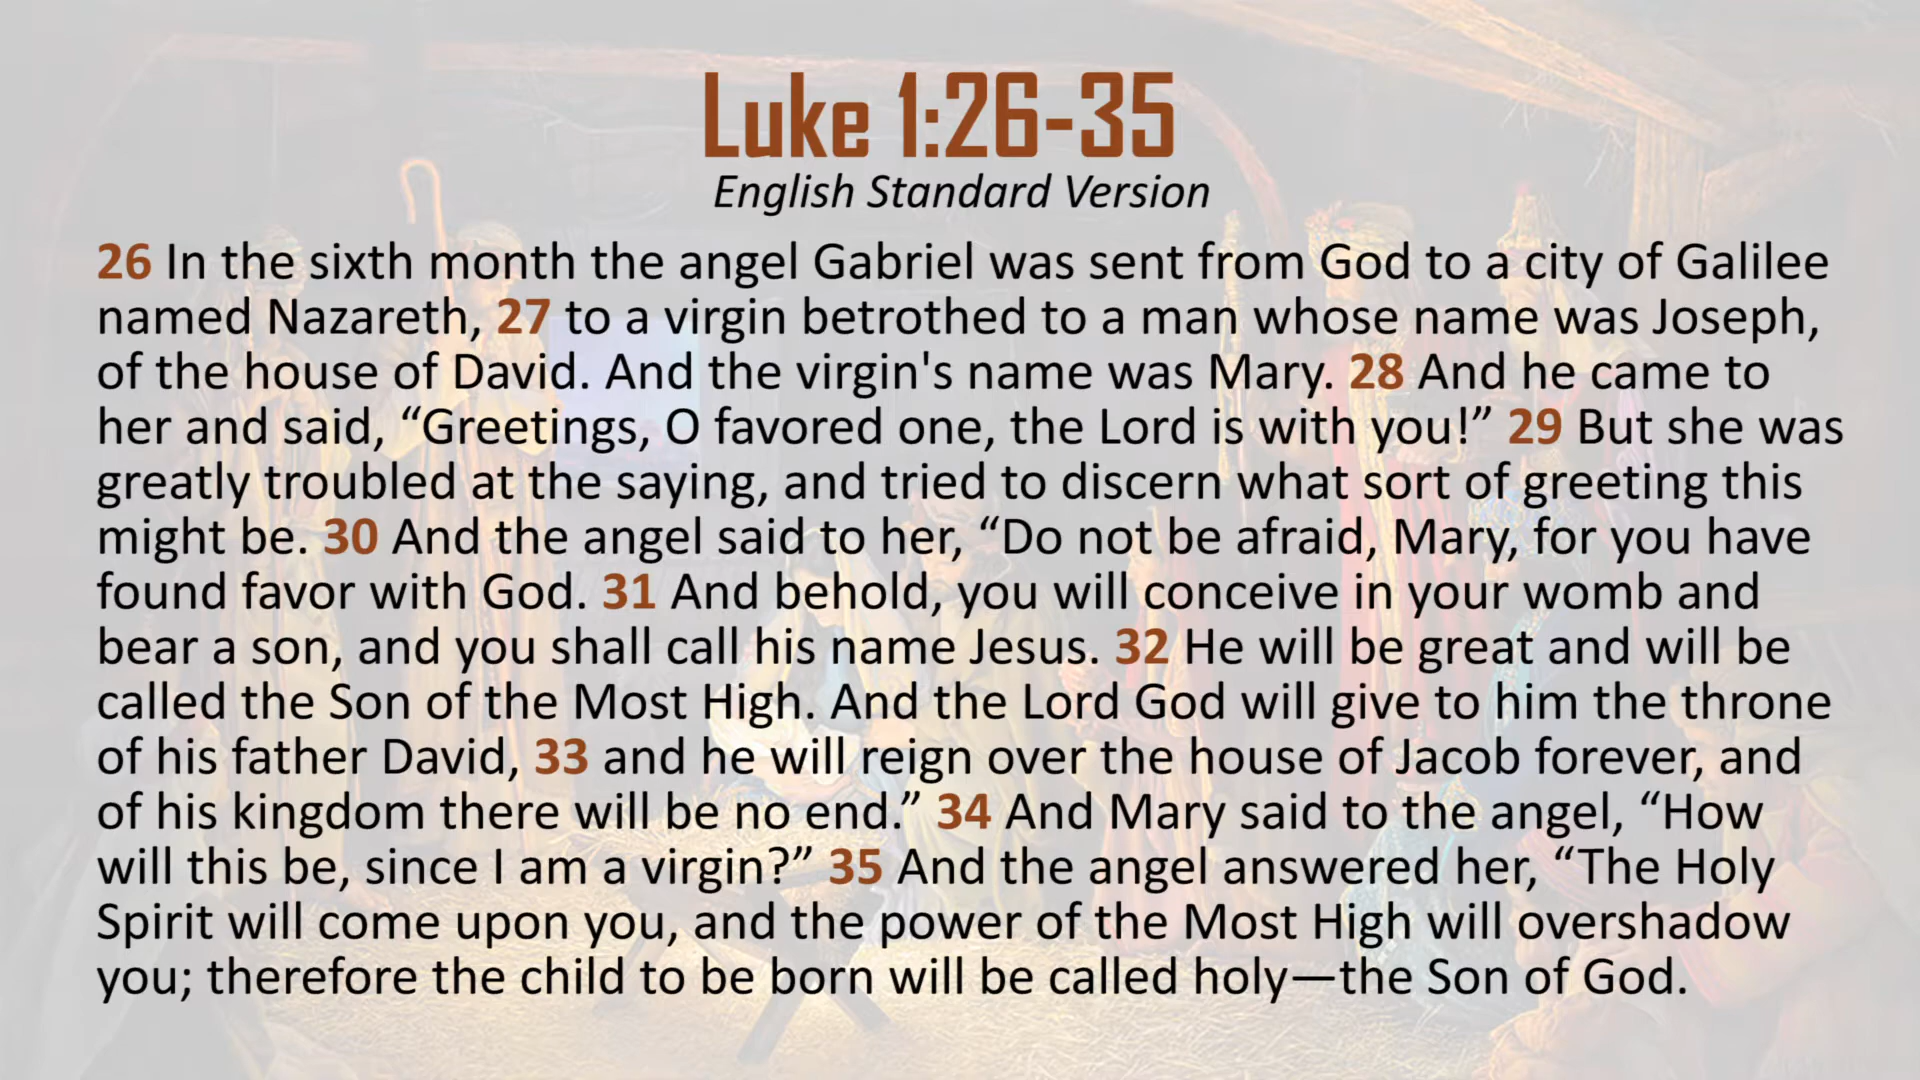 Luke 1:26-35
English Standard Version
26 In the sixth month the angel Gabriel was sent from God to a city of Galilee
named Nazareth, 27 to a virgin betrothed to a man whose name was Joseph,
of the house of David. And the virgin's name was Mary. 28 And he came to
her and said, “Greetings, O favored one, the Lord is with you!” 29 But she was
greatly troubled at the saying, and tried to discern what sort of greeting this
might be. 30 And the angel said to her, “Do not be afraid, Mary, for you have
found favor with God. 31 And behold, you will conceive in your womb and
bear a son, and you shall call his name Jesus. 32 He will be great and will be
called the Son of the Most High. And the Lord God will give to him the throne
of his father David, 33 and he will reign over the house of Jacob forever, and
of his kingdom there will be no end.” 34 And Mary said to the angel, “How
will this be, since I am a virgin?” 35 And the angel answered her, “The Holy
Spirit will come upon you, and the power of the Most High will overshadow
you; therefore the child to be born will be called holy—the Son of God.